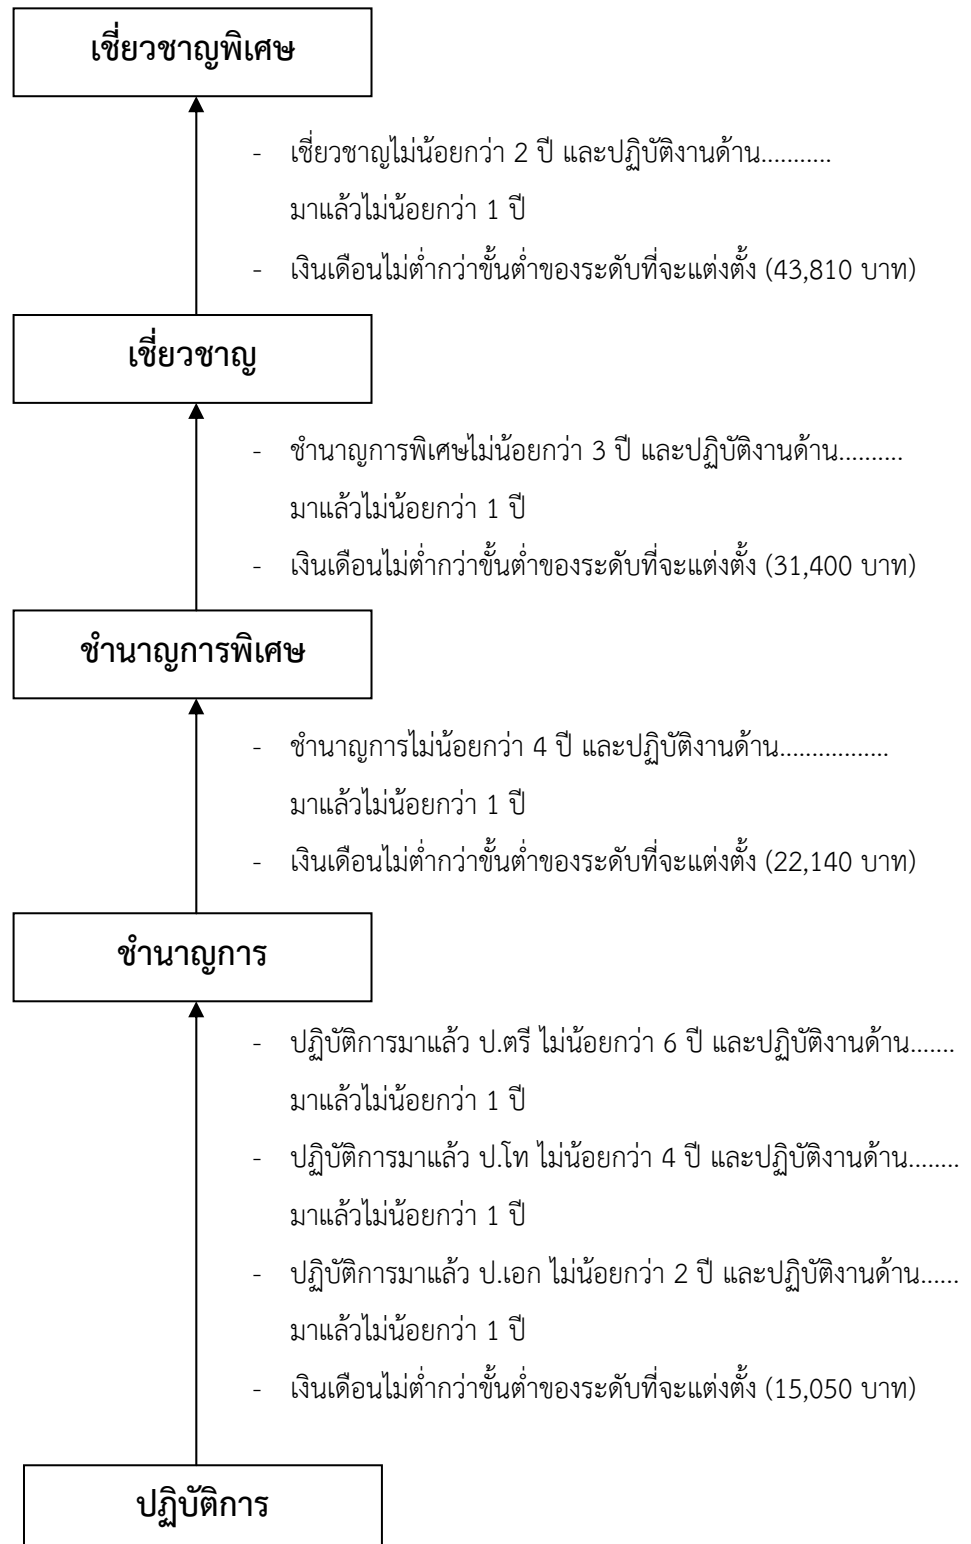 เชี่ยวชาญพิเศษ
- เชี่ยวชาญไม่น้อยกว่า 2 ปี และปฏิบัติงานด้าน...........
มาแล้วไม่น้อยกว่า 1 ปี
- เงินเดือนไม่ต่ำกว่าขั้นต่ำของระดับที่จะแต่งตั้ง (43,810 บาท)
เชี่ยวชาญ
- ชำนาญการพิเศษไม่น้อยกว่า 3 ปี และปฏิบัติงานด้าน..........
มาแล้วไม่น้อยกว่า 1 ปี
- เงินเดือนไม่ต่ำกว่าขั้นต่ำของระดับที่จะแต่งตั้ง (31,400 บาท)
ชำนาญการพิเศษ
- ชำนาญการไม่น้อยกว่า 4 ปี และปฏิบัติงานด้าน.................
มาแล้วไม่น้อยกว่า 1 ปี
- เงินเดือนไม่ต่ำกว่าขั้นต่ำของระดับที่จะแต่งตั้ง (22,140 บาท)
ชำนาญการ
- ปฏิบัติการมาแล้ว ป.ตรี ไม่น้อยกว่า 6 ปี และปฏิบัติงานด้าน.......
มาแล้วไม่น้อยกว่า 1 ปี
- ปฏิบัติการมาแล้ว ป.โท ไม่น้อยกว่า 4 ปี และปฏิบัติงานด้าน........
มาแล้วไม่น้อยกว่า 1 ปี
- ปฏิบัติการมาแล้ว ป.เอก ไม่น้อยกว่า 2 ปี และปฏิบัติงานด้าน......
มาแล้วไม่น้อยกว่า 1 ปี
- เงินเดือนไม่ต่ำกว่าขั้นต่ำของระดับที่จะแต่งตั้ง (15,050 บาท)
ปฏิบัติการ